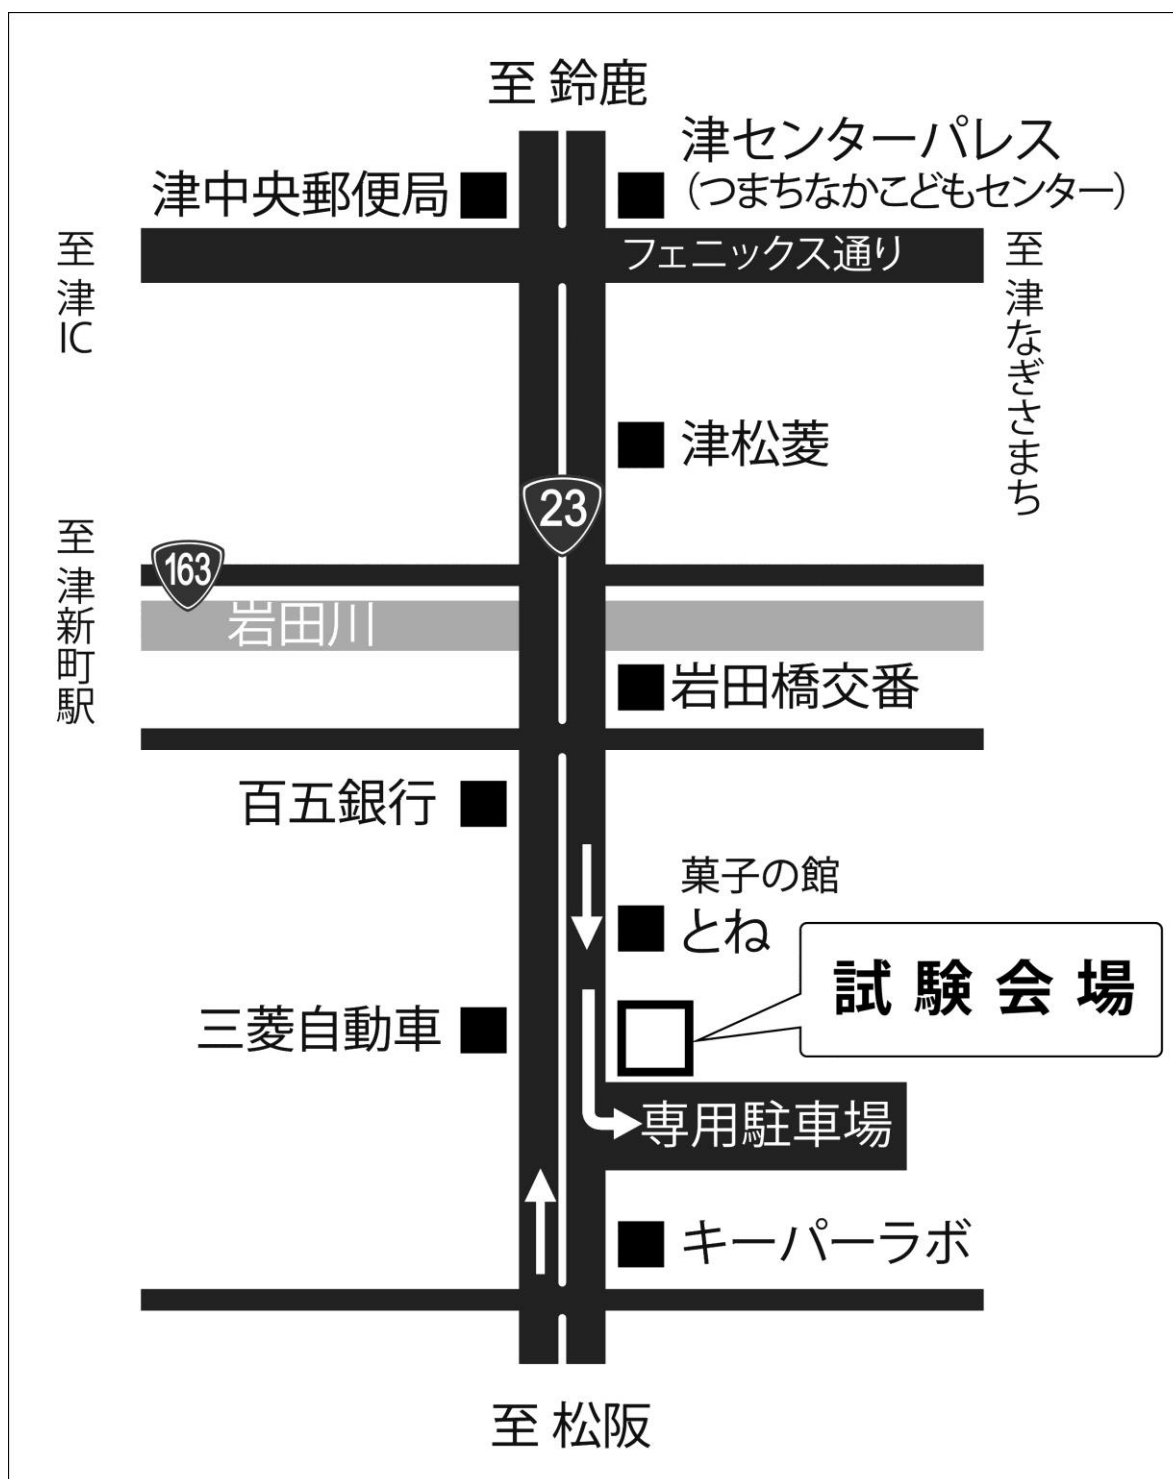 至 鈴鹿
津センターパレス
（つまちなかこどもセンター）
津中央郵便局
フェニックス通り
至 津IC
至 津なぎさまち
津松菱
23
至 津新町駅
163
岩田川
岩田橋交番
百五銀行
菓子の館
とね
試験会場
三菱自動車
専用駐車場
キーパーラボ
至 松阪